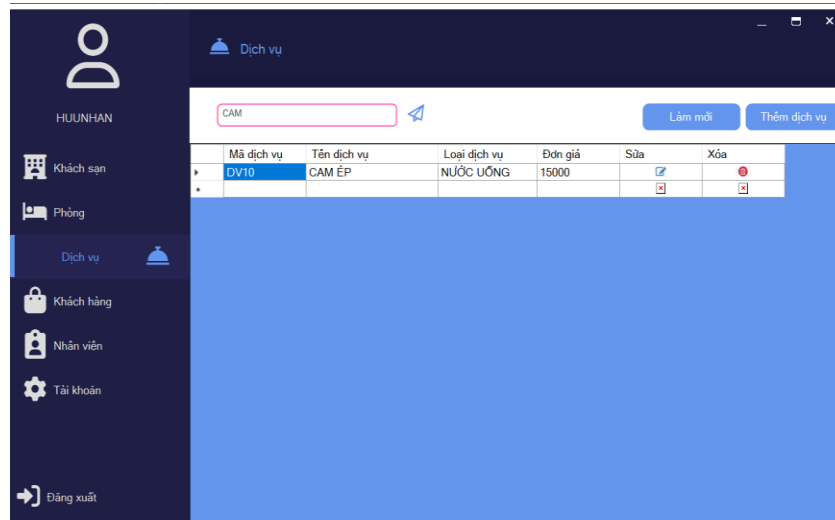 Dịch vụ
HUUNHAN
CAM
Làm mới
Thêm dịch vụ
Mã dịch vụ Tên dịch vụ Loại dịch vụ Đơn giá Sửa Xóa
DV10 CAM ÉP NƯỚC UỐNG 15000
Khách sạn
Phòng
Dịch vụ
Khách hàng
Nhân viên
Tài khoản
Đăng xuất